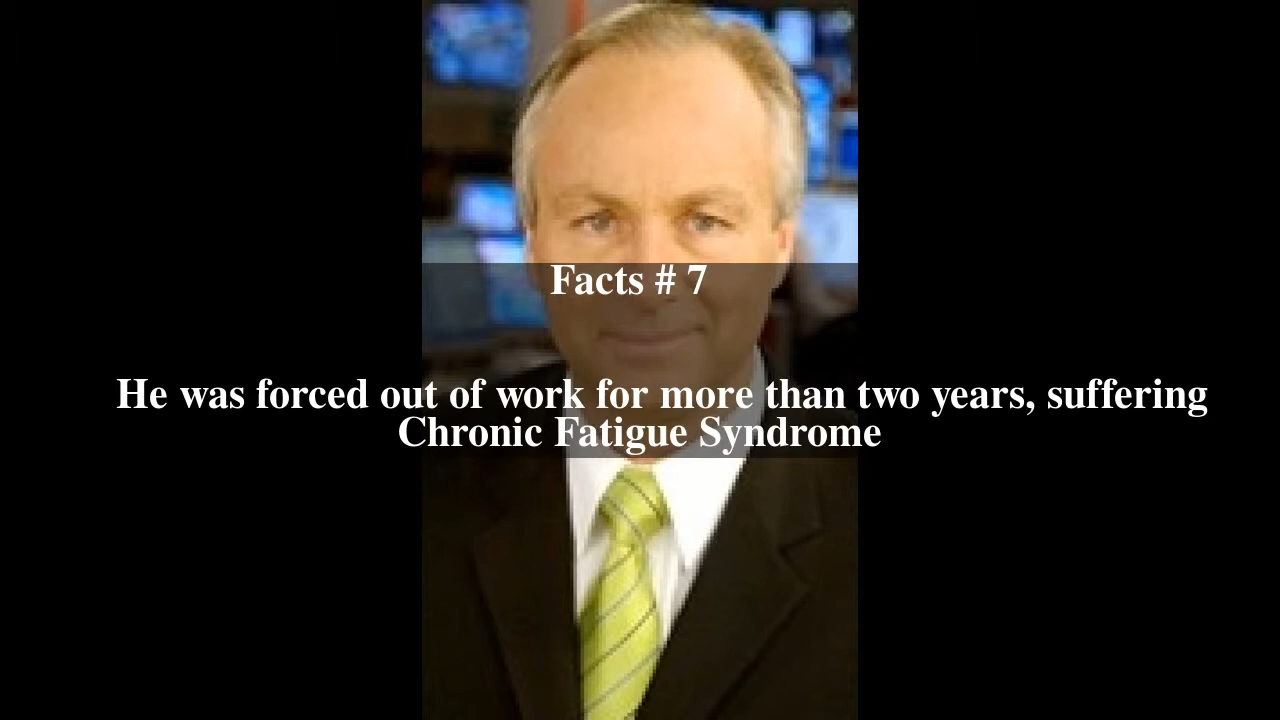 Facts # 7
He was forced out of work for more than two years, suffering
Chronic Fatigue Syndrome